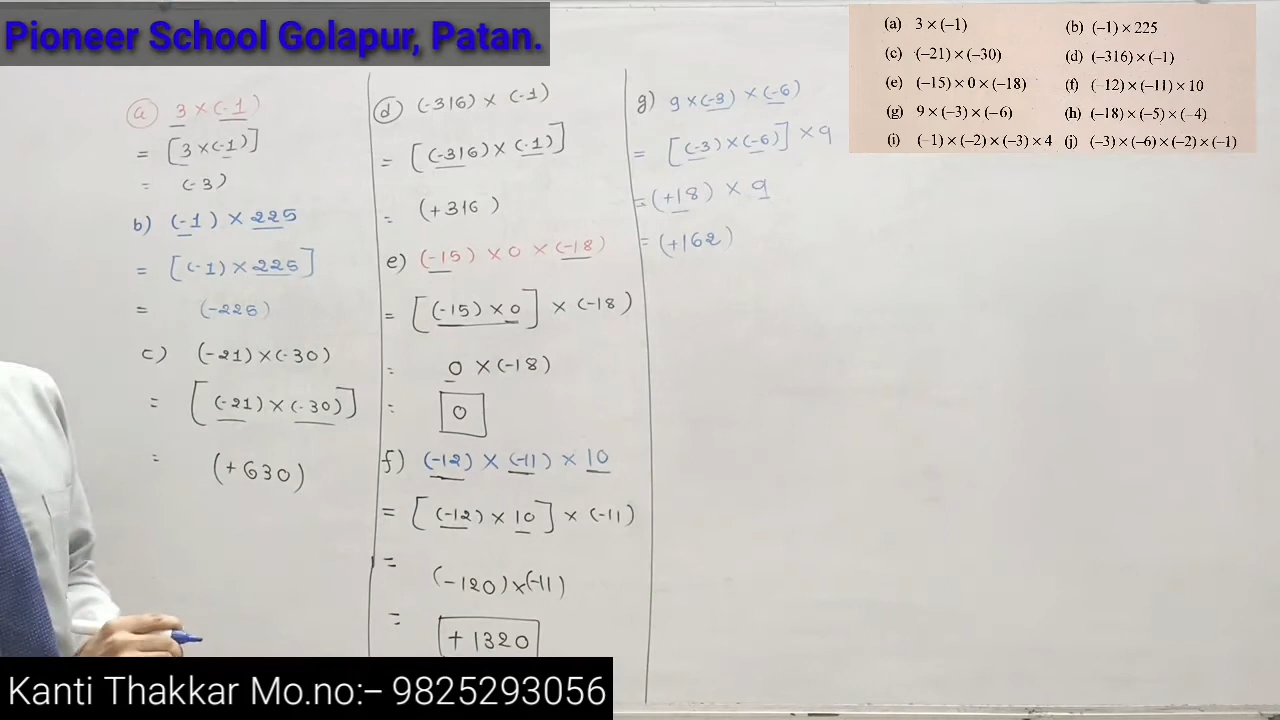 Pioneer School Golapur, Patan.
(a) 3 × (−1) (b) (−1) × 225
(c) (−21) × (−30) (d) (−316) × (−1)
(e) (−15) × 0 × (−18) (f) (−12) × (−11) × 10
(g) 9 × (−3) × (−6) (h) (−18) × (−5) × (−4)
(i) (−1) × (−2) × (−3) × 4 (j) (−3) × (−6) × (−2) × (−1)
a) 3 × (-1)
= [3 × (-1)]
= (-3)
b) (-1) × 225
= [(-1) × 225]
= (-225)
c) (-21) × (-30)
= [(-21) × (-30)]
= (+630)
d) (-316) × (-1)
= [(-316) × (-1)]
= (+316)
e) (-15) × 0 × (-18)
= [(-15) × 0] × (-18)
= 0 × (-18)
= 0
f) (-12) × (-11) × 10
= [(-12) × 10] × (-11)
= (-120) × (-11)
= +1320
g) 9 × (-3) × (-6)
= [(-3) × (-6)] × 9
= (+18) × 9
= (+162)
Kanti Thakkar Mo.no:– 9825293056